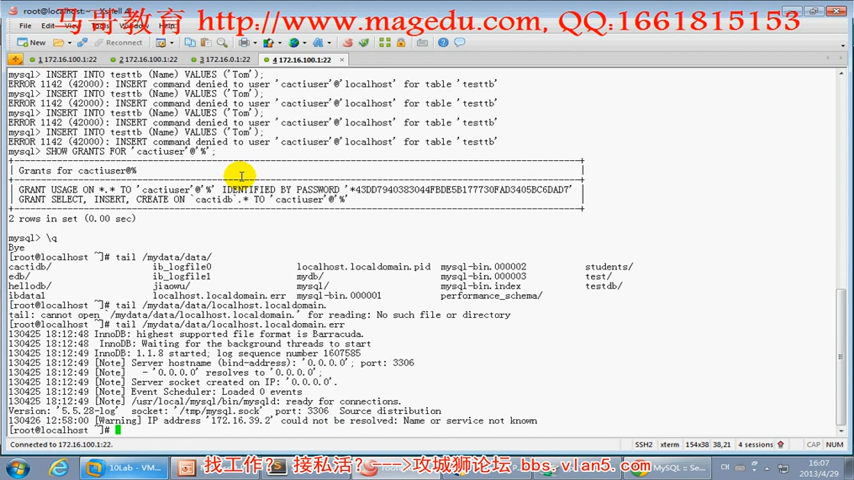 root@localhost:~ - Xshell
马哥教育 http://www.magedu.com, QQ:1661815153
File Edit View Tools Window Help
New Reconnect
1 172.16.100.1:22 2 172.16.100.1:22 3 172.16.0.1:22 4 172.16.100.1:22
mysql> INSERT INTO testtb (Name) VALUES ('Tom');
ERROR 1142 (42000): INSERT command denied to user 'cactiuser'@'localhost' for table 'testtb'
mysql> INSERT INTO testtb (Name) VALUES ('Tom');
ERROR 1142 (42000): INSERT command denied to user 'cactiuser'@'localhost' for table 'testtb'
mysql> INSERT INTO testtb (Name) VALUES ('Tom');
ERROR 1142 (42000): INSERT command denied to user 'cactiuser'@'localhost' for table 'testtb'
mysql> INSERT INTO testtb (Name) VALUES ('Tom');
ERROR 1142 (42000): INSERT command denied to user 'cactiuser'@'localhost' for table 'testtb'
mysql> SHOW GRANTS FOR 'cactiuser'@'%';
| Grants for cactiuser@% |
| GRANT USAGE ON *.* TO 'cactiuser'@'%' IDENTIFIED BY PASSWORD '*43DD7940383044FBDE5B177730FAD3405BC6DAD7' |
| GRANT SELECT, INSERT, CREATE ON `cactidb`.* TO 'cactiuser'@'%' |
2 rows in set (0.00 sec)
mysql> \q
Bye
[root@localhost ~]# tail /mydata/data/
cactidb/ ib_logfile0 localhost.localdomain.pid mysql-bin.000002 students/
edb/ ib_logfile1 mydb/ mysql-bin.000003 test/
hellodb/ jiaowu/ mysql/ mysql-bin.index testdb/
ibdata1 localhost.localdomain.err mysql-bin.000001 performance_schema/
[root@localhost ~]# tail /mydata/data/localhost.localdomain.
tail: cannot open `/mydata/data/localhost.localdomain.' for reading: No such file or directory
[root@localhost ~]# tail /mydata/data/localhost.localdomain.err
130425 18:12:48 InnoDB: highest supported file format is Barracuda.
130425 18:12:48 InnoDB: Waiting for the background threads to start
130425 18:12:49 InnoDB: 1.1.8 started; log sequence number 1607585
130425 18:12:49 [Note] Server hostname (bind-address): '0.0.0.0'; port: 3306
130425 18:12:49 [Note] - '0.0.0.0' resolves to '0.0.0.0';
130425 18:12:49 [Note] Server socket created on IP: '0.0.0.0'.
130425 18:12:49 [Note] Event Scheduler: Loaded 0 events
130425 18:12:49 [Note] /usr/local/mysql/bin/mysqld: ready for connections.
Version: '5.5.28-log' socket: '/tmp/mysql.sock' port: 3306 Source distribution
130426 12:58:00 [Warning] IP address '172.16.39.2' could not be resolved: Name or service not known
[root@localhost ~]#
Connected to 172.16.100.1:22. SSH2 xterm 154x38 38,21 4 sessions CAP NUM
10Lab - VM... 找工作? 接私活? --->攻城狮论坛 bbs.vlan5.com MySQL :: Se... CN 16:07
2013/4/29